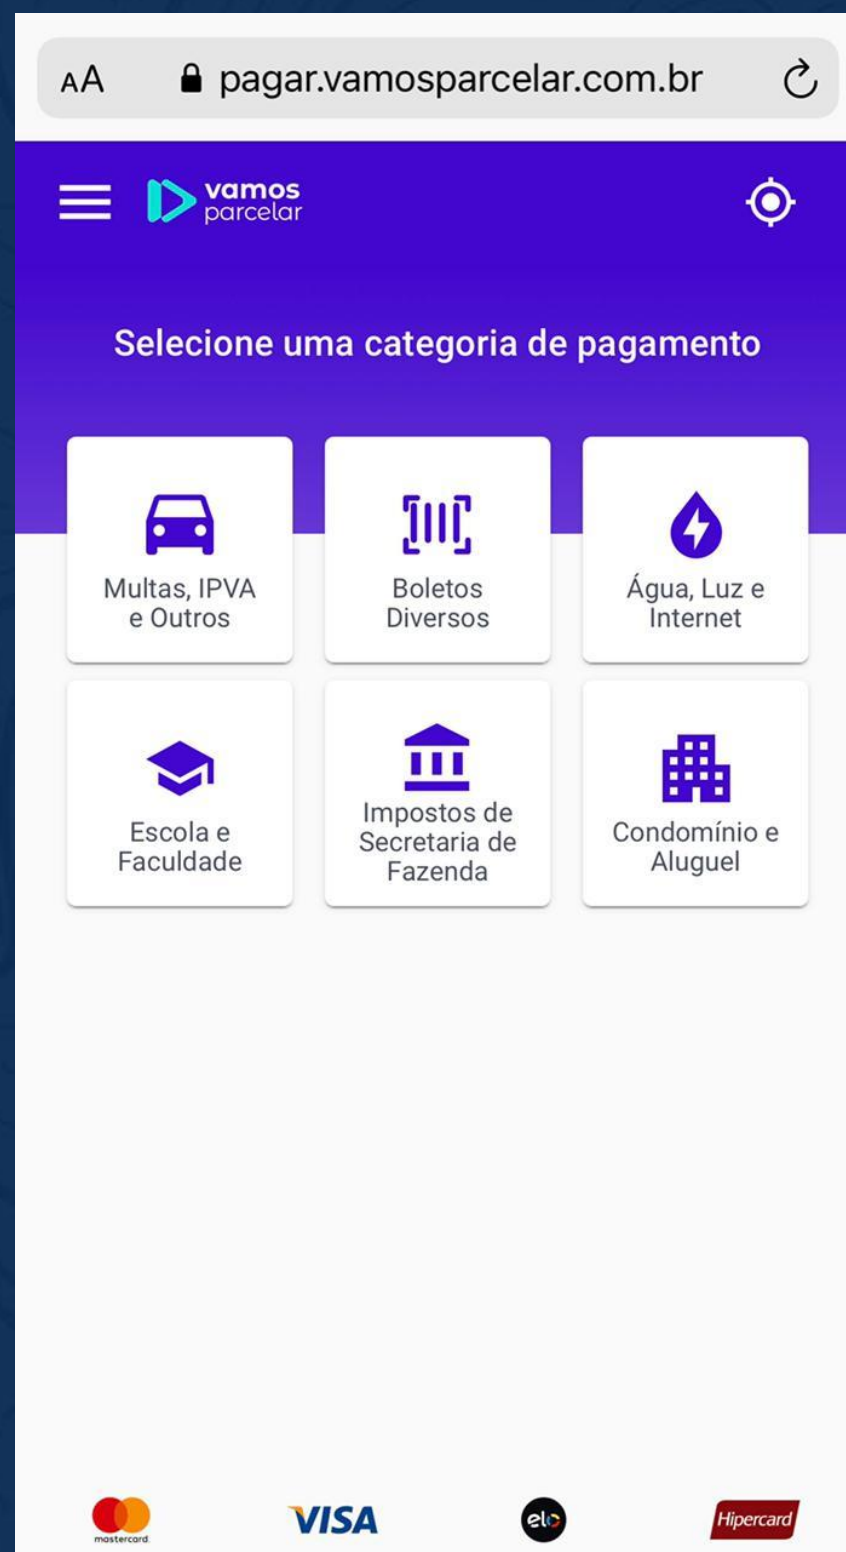 AA pagar.vamosparcelar.com.br
vamos
parcelar
Selecione uma categoria de pagamento
Multas, IPVA
e Outros
Boletos
Diversos
Água, Luz e
Internet
Escola e
Faculdade
Impostos de
Secretaria de
Fazenda
Condomínio e
Aluguel
mastercard.
VISA
elo
Hipercard